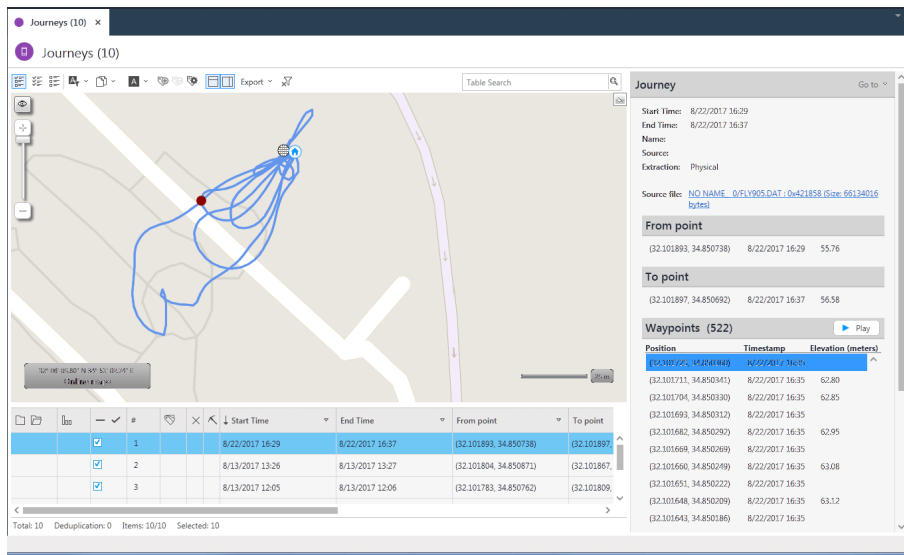 Journeys (10) ×
Journeys (10)
Export
Table Search
25 m
# Start Time End Time From point To point
1 8/22/2017 16:29 8/22/2017 16:37 (32.101893, 34.850738) (32.101897,
2 8/13/2017 13:26 8/13/2017 13:27 (32.101804, 34.850871) (32.101867,
3 8/13/2017 12:05 8/13/2017 12:06 (32.101783, 34.850762) (32.101809,
Total: 10 Deduplication: 0 Items: 10/10 Selected: 10
Journey Go to
Start Time: 8/22/2017 16:29
End Time: 8/22/2017 16:37
Name:
Source:
Extraction: Physical
Source file: NO NAME_ 0/FLY905.DAT : 0x421858 (Size: 66134016
bytes)
From point
(32.101893, 34.850738) 8/22/2017 16:29 55.76
To point
(32.101897, 34.850692) 8/22/2017 16:37 56.58
Waypoints (522) Play
Position Timestamp Elevation (meters)
8/22/2017 16:35
(32.101711, 34.850341) 8/22/2017 16:35 62.80
(32.101704, 34.850330) 8/22/2017 16:35 62.85
(32.101693, 34.850312) 8/22/2017 16:35
(32.101682, 34.850292) 8/22/2017 16:35 62.95
(32.101669, 34.850269) 8/22/2017 16:35
(32.101660, 34.850249) 8/22/2017 16:35 63.08
(32.101651, 34.850222) 8/22/2017 16:35
(32.101648, 34.850209) 8/22/2017 16:35 63.12
(32.101643, 34.850186) 8/22/2017 16:35